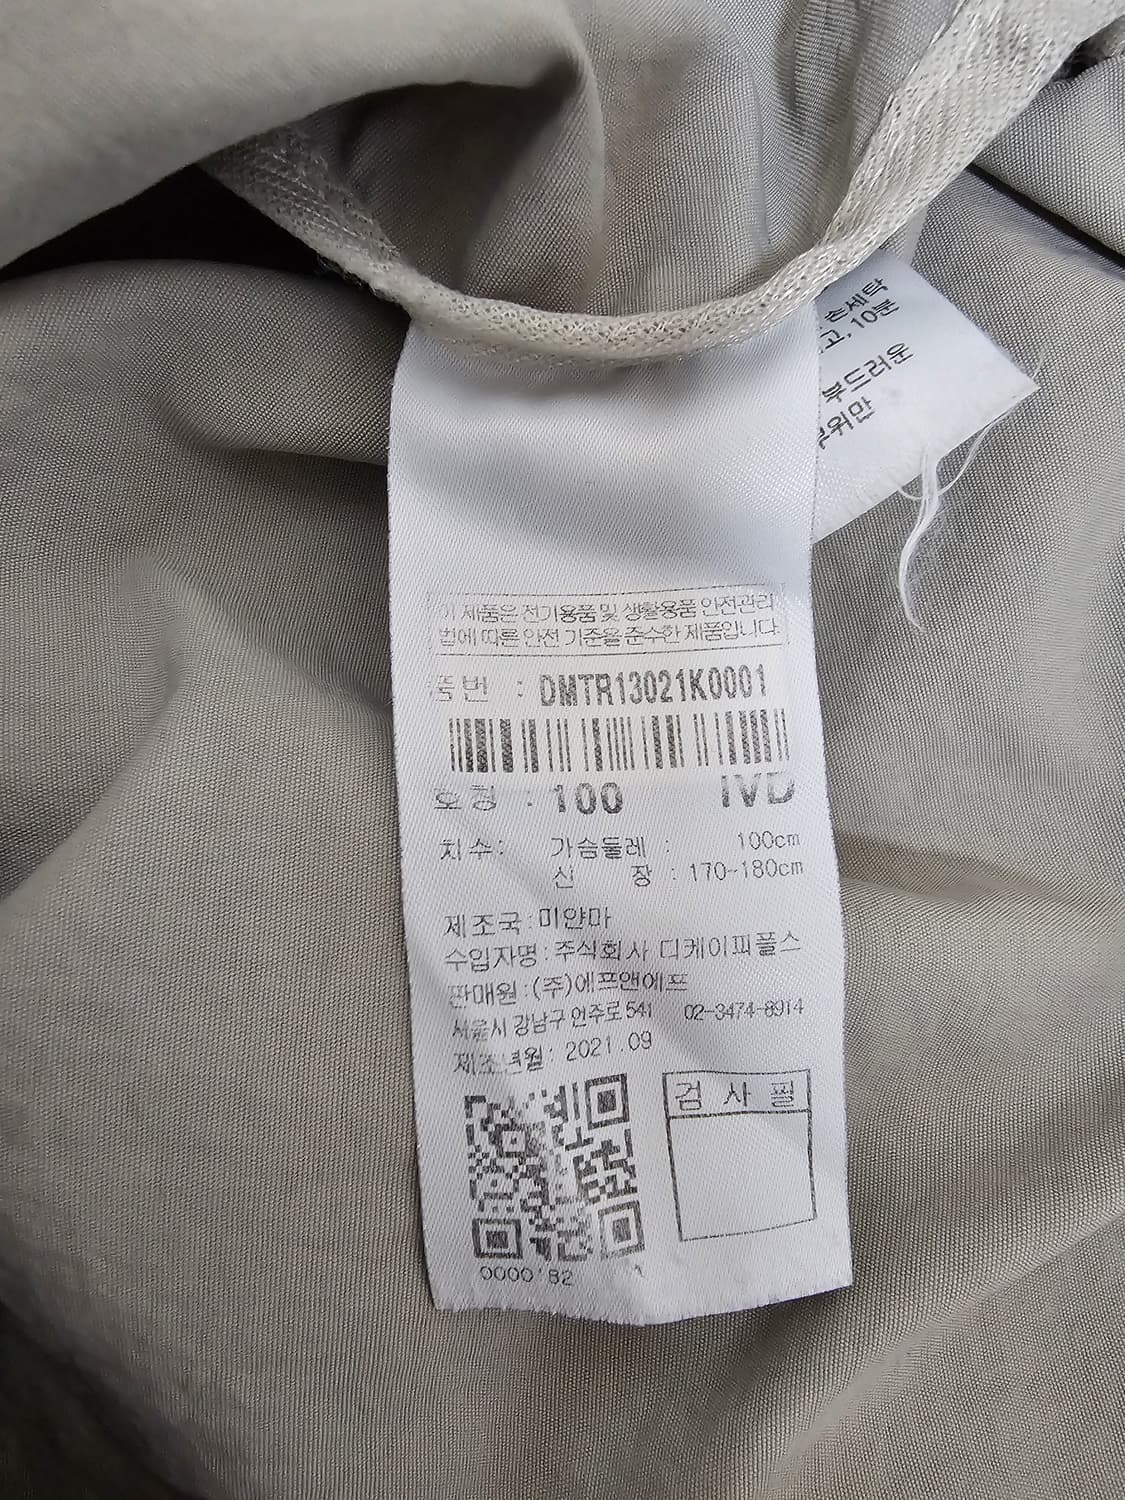 손세탁
고, 10분
부드러운
부위만
이 제품은 전기용품 및 생활용품 안전관리
법에 따른 안전 기준을 준수한 제품입니다.
품번 : DMTR13021K0001
호칭 : 100 IVD
치수: 가슴둘레 : 100cm
신 장 : 170-180cm
제조국:미얀마
수입자명:주식회사 디케이피플스
판매원:(주)에프앤에프
서울시 강남구 언주로 541 02-3474-8914
제조년월: 2021.09
검 사 필